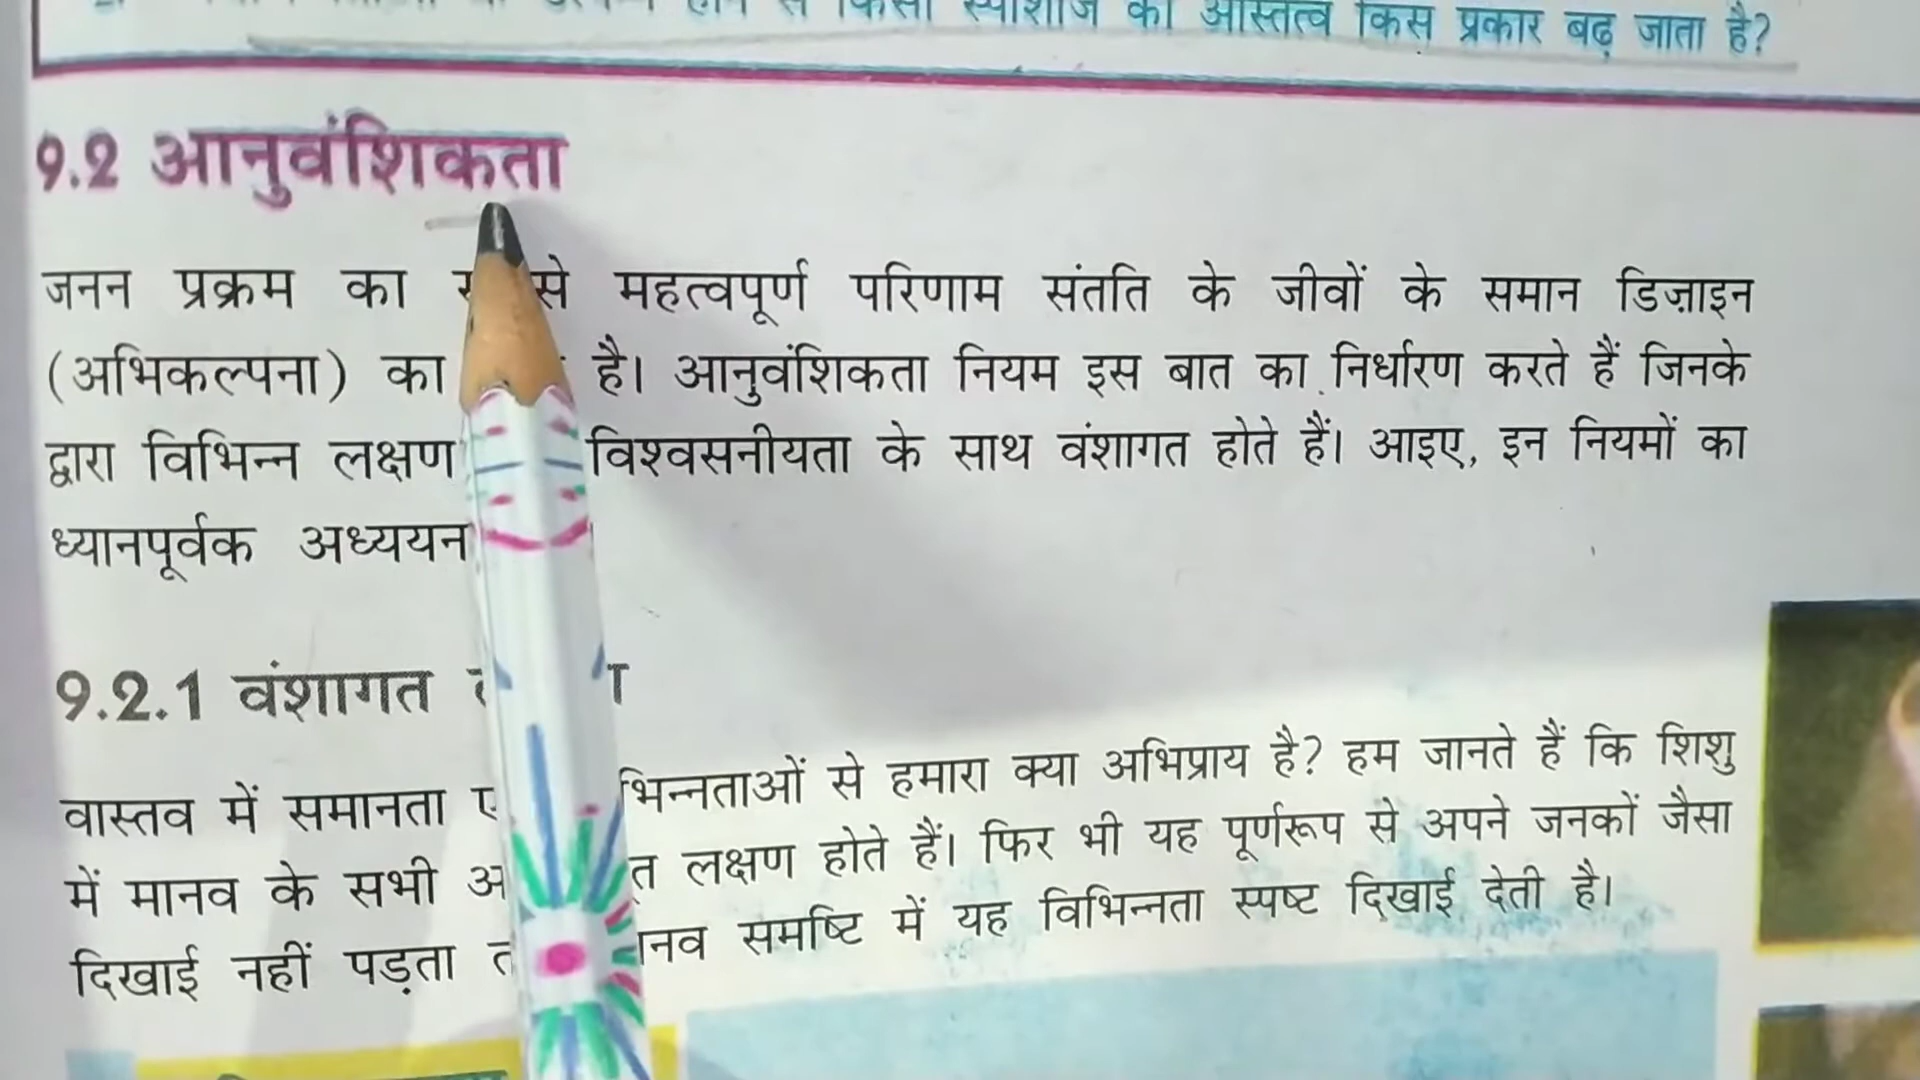 किस प्रकार बढ़ जाता है?
9.2 आनुवंशिकता
जनन प्रक्रम का महत्वपूर्ण परिणाम संतति के जीवों के समान डिज़ाइन
(अभिकल्पना) का है। आनुवंशिकता नियम इस बात का निर्धारण करते हैं जिनके
द्वारा विभिन्न लक्षण विश्वसनीयता के साथ वंशागत होते हैं। आइए, इन नियमों का
ध्यानपूर्वक अध्ययन
9.2.1 वंशागत
वास्तव में समानता से हमारा क्या अभिप्राय है? हम जानते हैं कि शिशु
में मानव के सभी लक्षण होते हैं। फिर भी यह पूर्णरूप से अपने जनकों जैसा
दिखाई नहीं पड़ता समष्टि में यह विभिन्नता स्पष्ट दिखाई देती है।